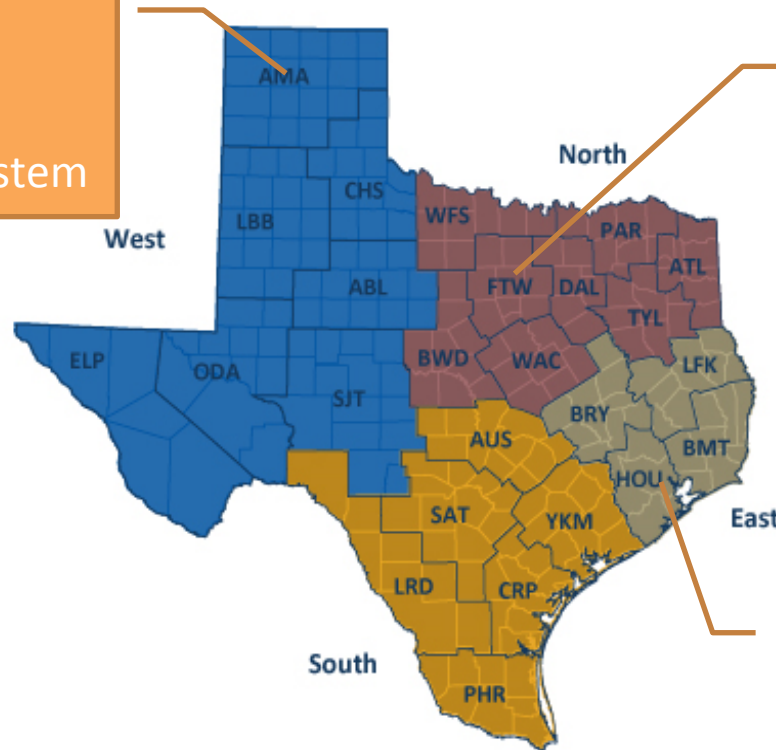 stem
North
West
South
East
AMA
CHS
LBB
ABL
ELP
ODA
SJT
WFS
PAR
ATL
FTW
DAL
TYL
BWD
WAC
LFK
BRY
BMT
HOU
AUS
SAT
YKM
LRD
CRP
PHR